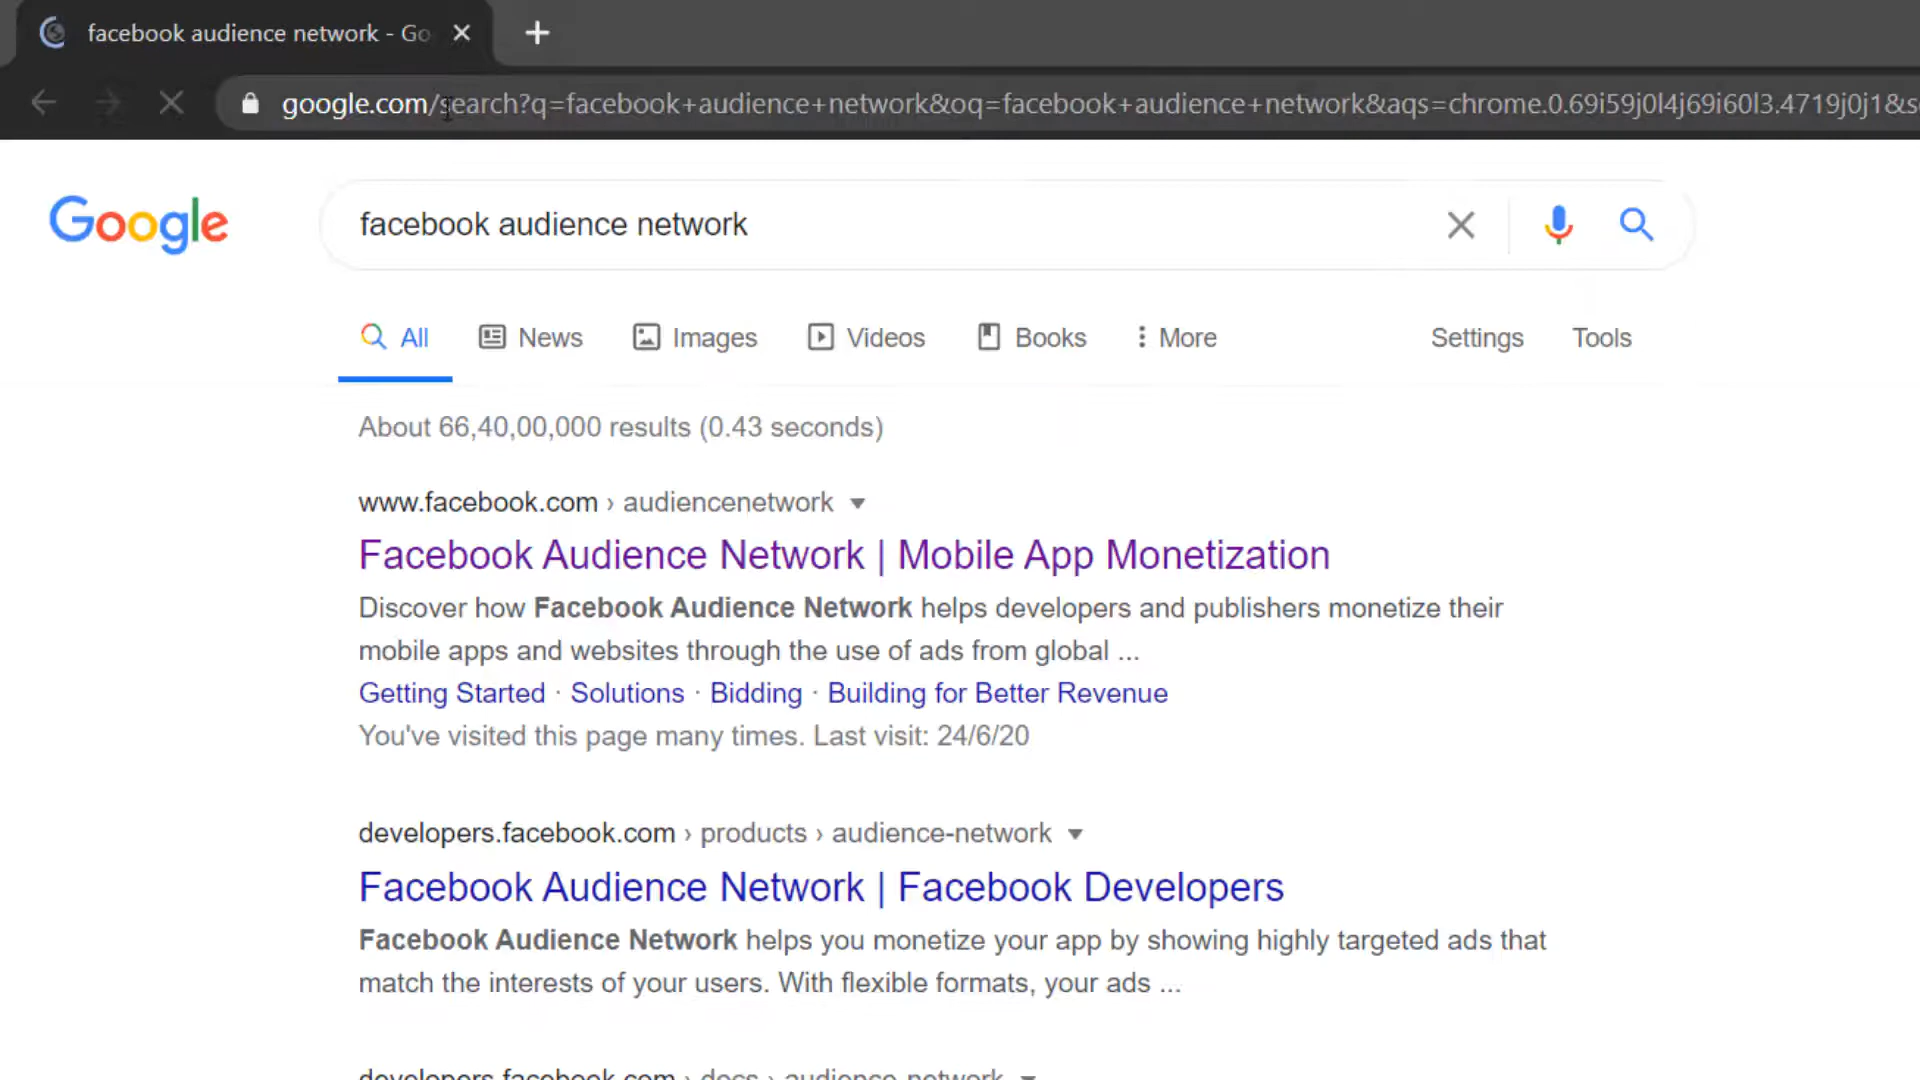 facebook audience network - Go
google.com/search?q=facebook+audience+network&oq=facebook+audience+network&aqs=chrome.0.69i59j0l4j69i60l3.4719j0j1&s
Google
facebook audience network
All News Images Videos Books More Settings Tools
About 66,40,00,000 results (0.43 seconds)
www.facebook.com › audiencenetwork
Facebook Audience Network | Mobile App Monetization
Discover how Facebook Audience Network helps developers and publishers monetize their
mobile apps and websites through the use of ads from global ...
Getting Started · Solutions · Bidding · Building for Better Revenue
You've visited this page many times. Last visit: 24/6/20
developers.facebook.com › products › audience-network
Facebook Audience Network | Facebook Developers
Facebook Audience Network helps you monetize your app by showing highly targeted ads that
match the interests of your users. With flexible formats, your ads ...
developers.facebook.com › docs › audience-network